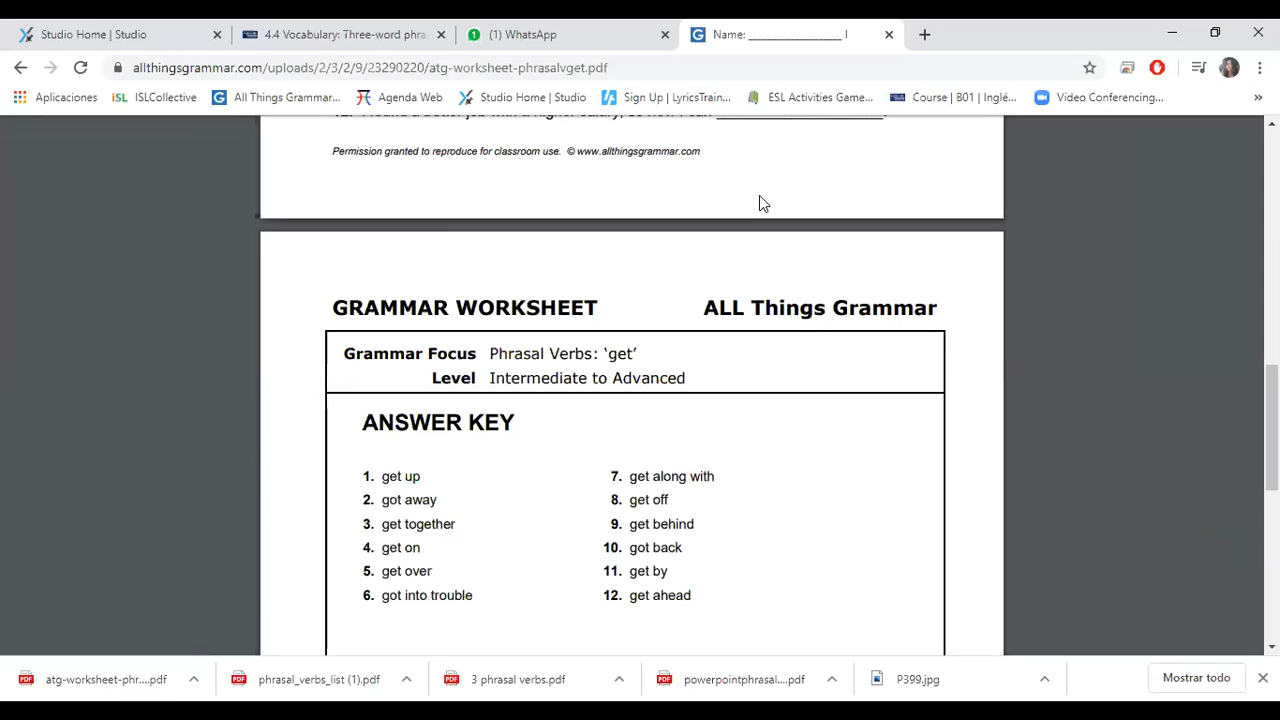 Studio Home | Studio
4.4 Vocabulary: Three-word phra
(1) WhatsApp
Name: ____________________ I
allthingsgrammar.com/uploads/2/3/2/9/23290220/atg-worksheet-phrasalvget.pdf
Aplicaciones
ISLCollective
All Things Grammar...
Agenda Web
Studio Home | Studio
Sign Up | LyricsTrain...
ESL Activities Game...
Course | B01 | Inglé...
Video Conferencing...
Permission granted to reproduce for classroom use. © www.allthingsgrammar.com
GRAMMAR WORKSHEET
ALL Things Grammar
Grammar Focus Phrasal Verbs: ‘get’
Level Intermediate to Advanced
ANSWER KEY
1. get up
2. got away
3. get together
4. get on
5. get over
6. got into trouble
7. get along with
8. get off
9. get behind
10. got back
11. get by
12. get ahead
atg-worksheet-phr....pdf
phrasal_verbs_list (1).pdf
3 phrasal verbs.pdf
powerpointphrasal....pdf
P399.jpg
Mostrar todo